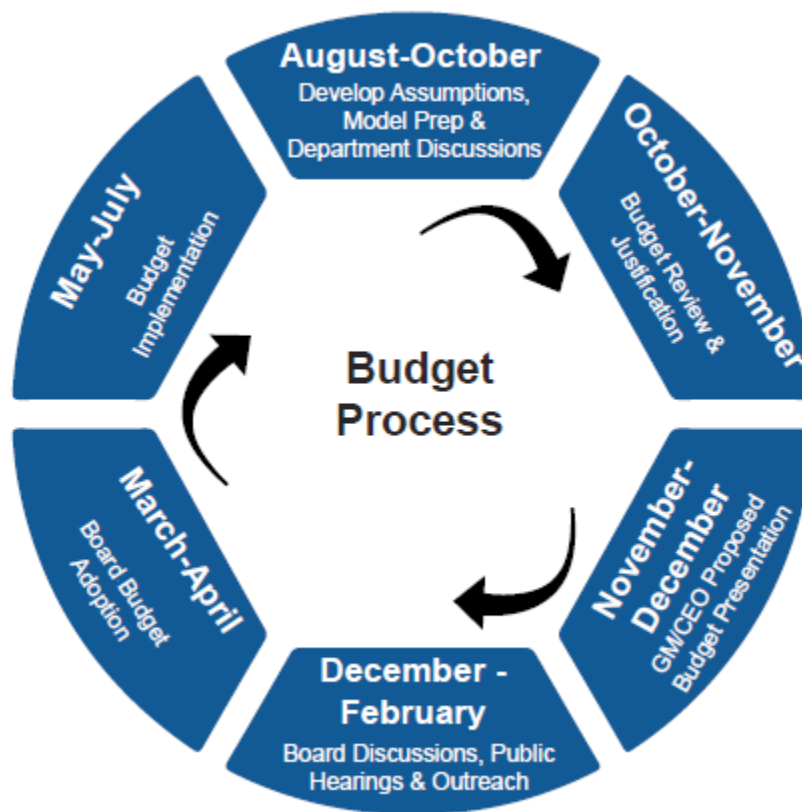 August-October
Develop Assumptions,
Model Prep &
Department Discussions
October-November
Budget Review &
Justification
November-
December
GM/CEO Proposed
Budget Presentation
December -
February
Board Discussions, Public
Hearings & Outreach
March-April
Board Budget
Adoption
May-July
Budget
Implementation
Budget
Process